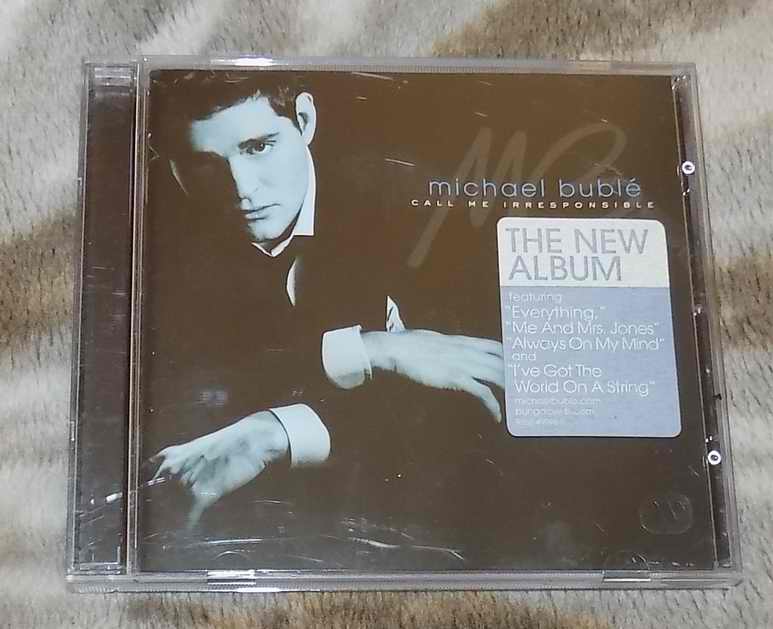 michael bublé
CALL ME IRRESPONSIBLE
THE NEW
ALBUM
featuring
"Everything,"
"Me And Mrs. Jones"
"Always On My Mind"
and
"I've Got The
World On A String"
michaelbuble.com